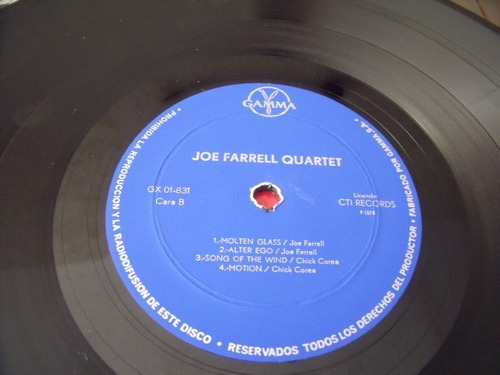 GAMMA
JOE FARRELL QUARTET
GX 01-831
Cara B
Licencia
CTI RECORDS
1.-MOLTEN GLASS / Joe Ferrell
2.-ALTER EGO / Joe Ferrell
3.-SONG OF THE WIND / Chick Corea
4.-MOTION / Chick Corea
• PROHIBIDA LA REPRODUCCION Y LA RADIODIFUSION DE ESTE DISCO • RESERVADOS TODOS LOS DERECHOS DEL PRODUCTOR • FABRICADO POR GAMMA, S.A. •